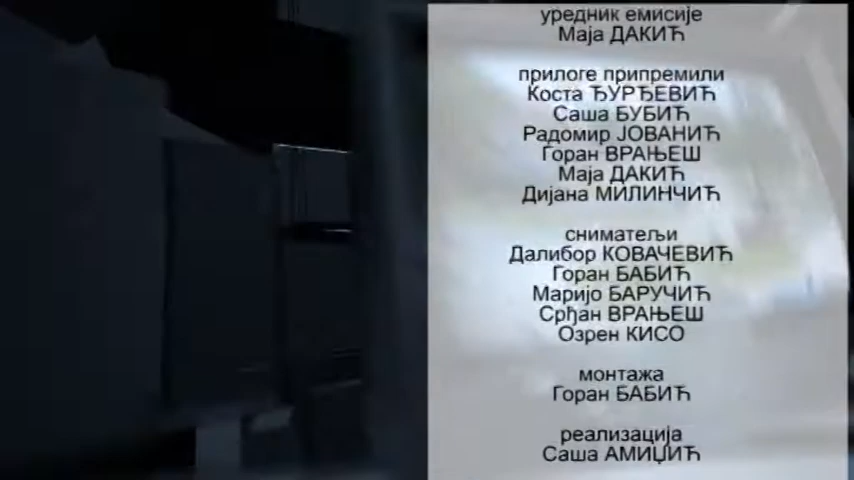 уредник емисије
Маја ДАКИЋ
прилоге припремили
Коста ЂУРЂЕВИЋ
Саша БУБИЋ
Радомир ЈОВАНИЋ
Горан ВРАЊЕШ
Маја ДАКИЋ
Дијана МИЛИНЧИЋ
сниматељи
Далибор КОВАЧЕВИЋ
Горан БАБИЋ
Маријо БАРУЧИЋ
Срђан ВРАЊЕШ
Озрен КИСО
монтажа
Горан БАБИЋ
реализација
Саша АМИЏИЋ